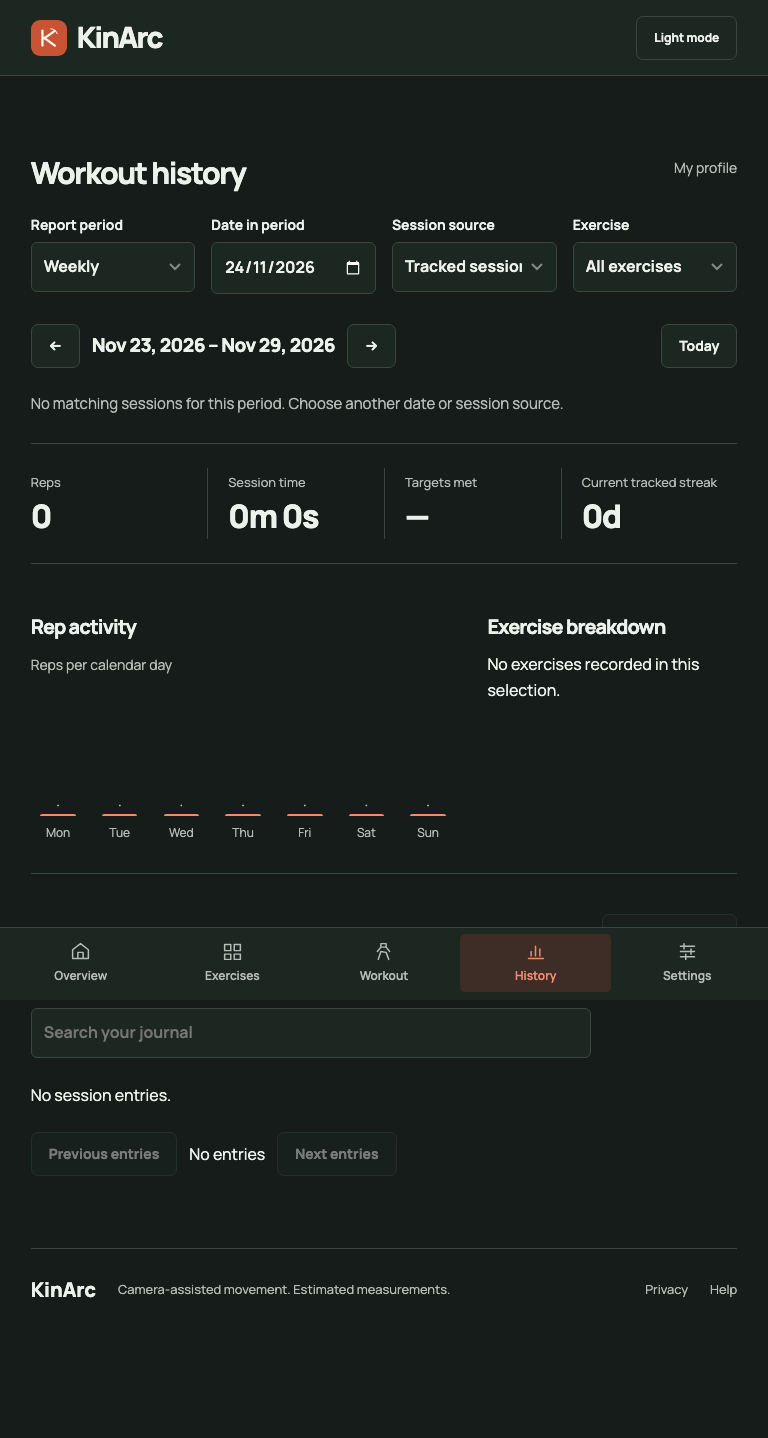 KinArc
Light mode
Workout history
My profile
Report period
Date in period
Session source
Exercise
Weekly
24/11/2026
Tracked session
All exercises
Nov 23, 2026 – Nov 29, 2026
Today
No matching sessions for this period. Choose another date or session source.
Reps
Session time
Targets met
Current tracked streak
0
0m 0s
—
0d
Rep activity
Exercise breakdown
Reps per calendar day
No exercises recorded in this
selection.
Mon
Tue
Wed
Thu
Fri
Sat
Sun
Overview
Exercises
Workout
History
Settings
Search your journal
No session entries.
Previous entries
No entries
Next entries
KinArc
Camera-assisted movement. Estimated measurements.
Privacy
Help